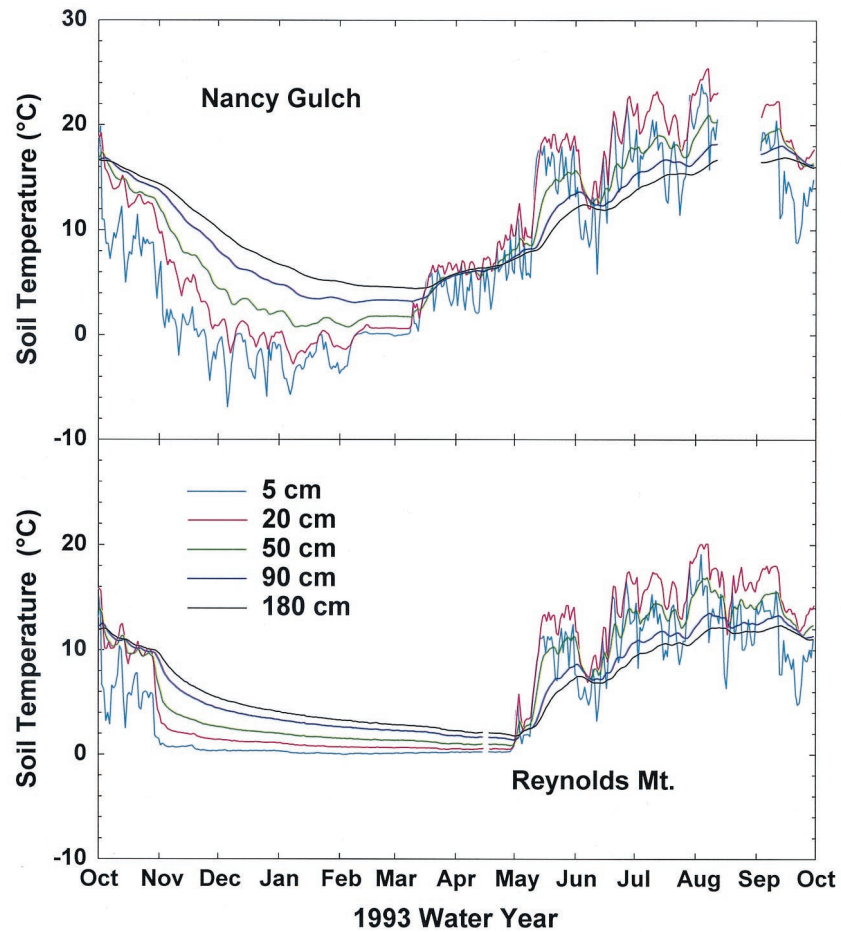 30
20
10
0
-10
Soil Temperature (°C)
Nancy Gulch
20
10
0
-10
Soil Temperature (°C)
5 cm
20 cm
50 cm
90 cm
180 cm
Reynolds Mt.
Oct Nov Dec Jan Feb Mar Apr May Jun Jul Aug Sep Oct
1993 Water Year